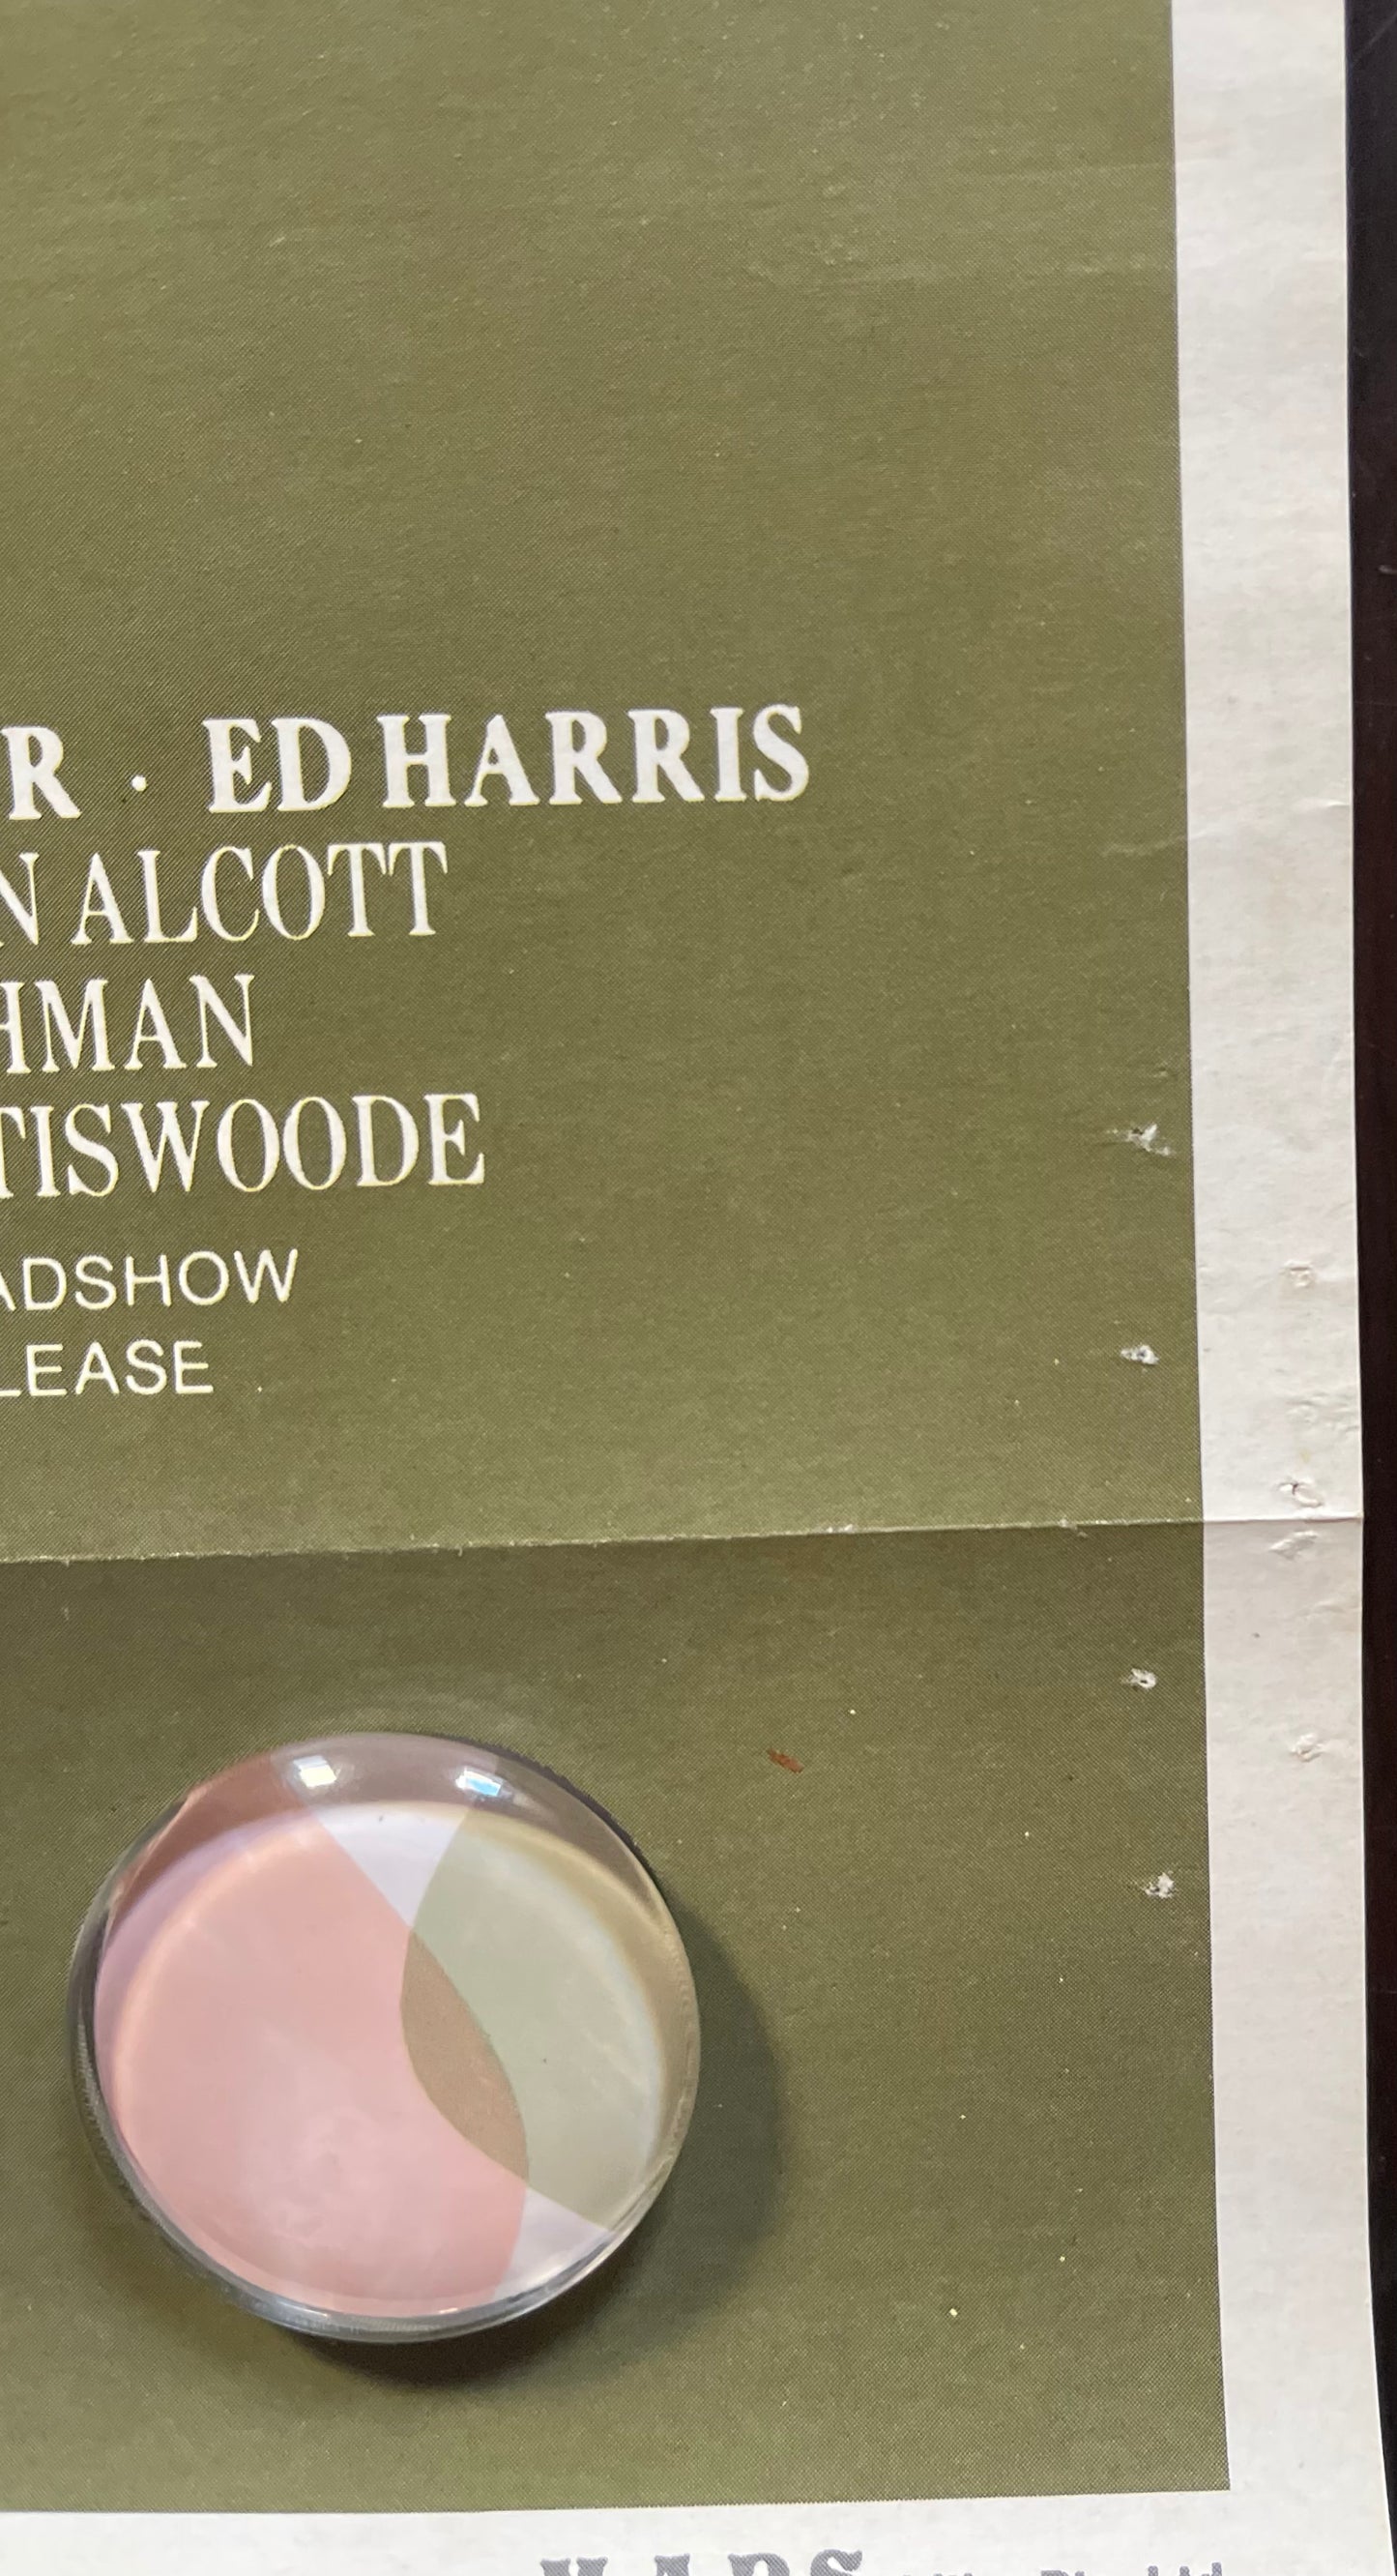 R · ED HARRIS
N ALCOTT
HMAN
TISWOODE
ADSHOW
LEASE